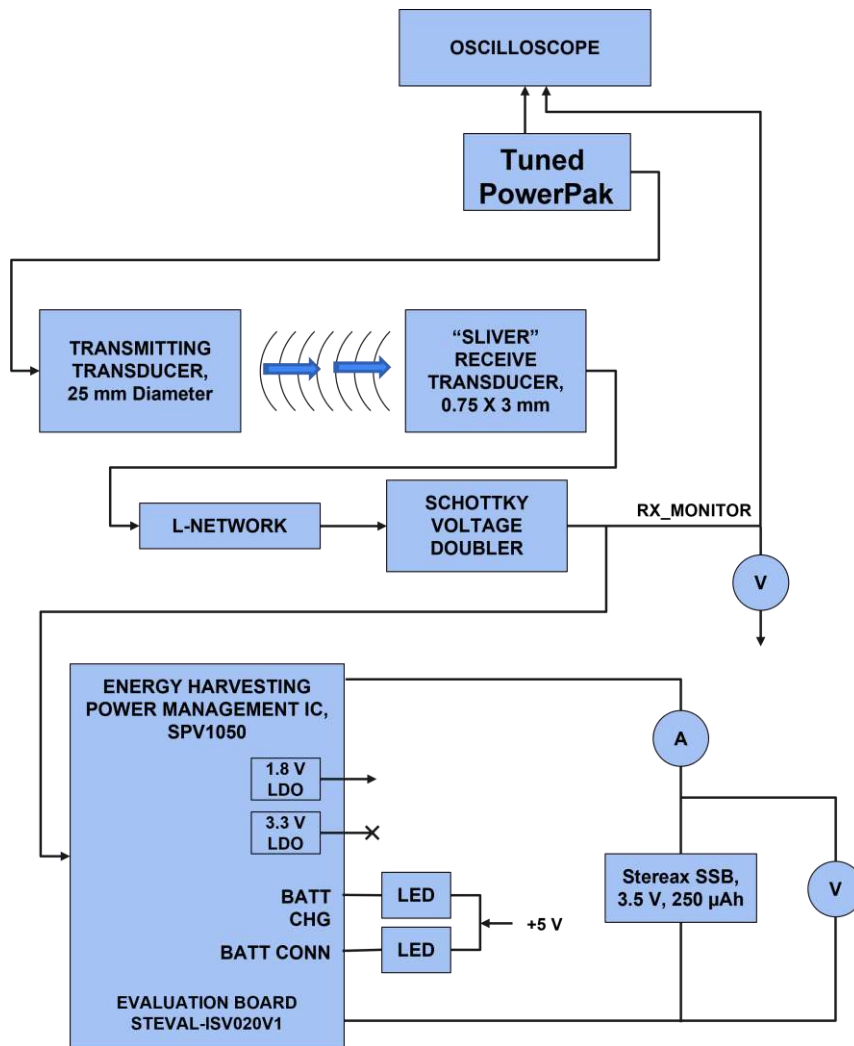 OSCILLOSCOPE
Tuned
PowerPak
TRANSMITTING
TRANSDUCER,
25 mm Diameter
“SLIVER”
RECEIVE
TRANSDUCER,
0.75 X 3 mm
L-NETWORK
SCHOTTKY
VOLTAGE
DOUBLER
RX_MONITOR
V
ENERGY HARVESTING
POWER MANAGEMENT IC,
SPV1050
A
1.8 V
LDO
3.3 V
LDO
Stereax SSB,
3.5 V, 250 µAh
V
BATT
CHG
LED
+5 V
BATT CONN
LED
EVALUATION BOARD
STEVAL-ISV020V1